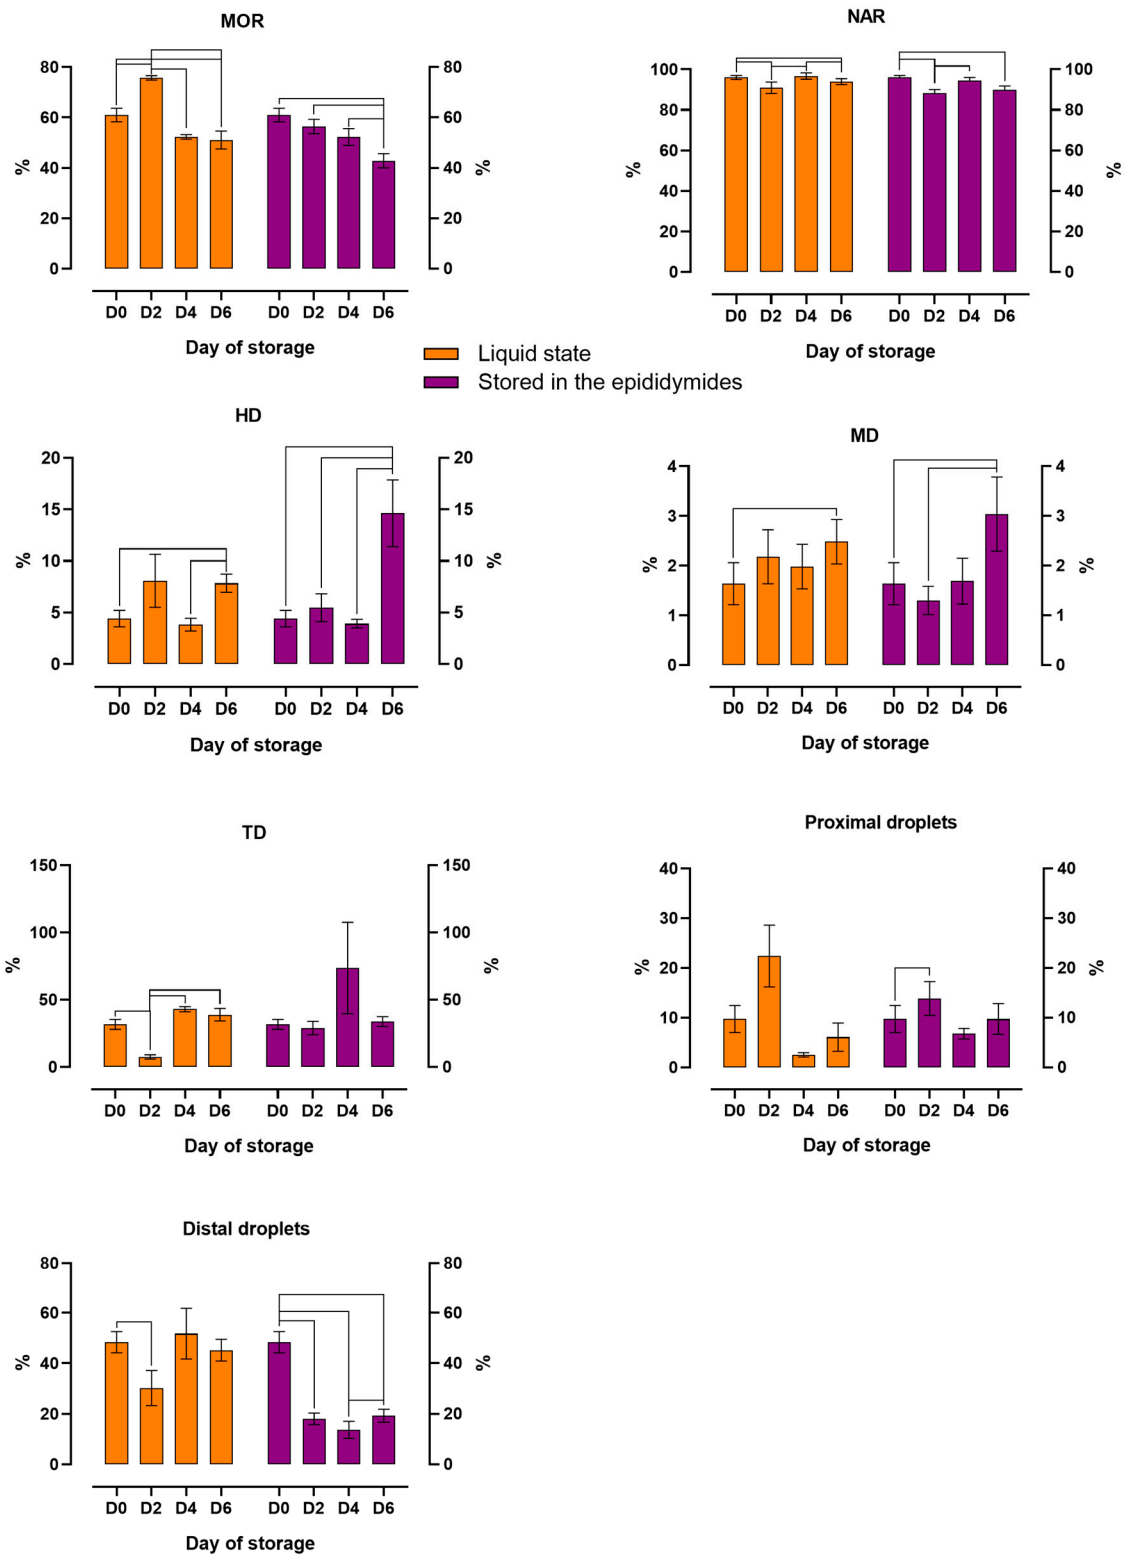 MOR
80 80
60 60
40 40
20 20
0 0
% %
D0 D2 D4 D6 D0 D2 D4 D6
Day of storage
NAR
100 100
80 80
60 60
40 40
20 20
0 0
% %
D0 D2 D4 D6 D0 D2 D4 D6
Day of storage
Liquid state
Stored in the epididymides
HD
20 20
15 15
10 10
5 5
0 0
% %
D0 D2 D4 D6 D0 D2 D4 D6
Day of storage
MD
4 4
3 3
2 2
1 1
0 0
% %
D0 D2 D4 D6 D0 D2 D4 D6
Day of storage
TD
150 150
100 100
50 50
0 0
% %
D0 D2 D4 D6 D0 D2 D4 D6
Day of storage
Proximal droplets
40 40
30 30
20 20
10 10
0 0
% %
D0 D2 D4 D6 D0 D2 D4 D6
Day of storage
Distal droplets
80 80
60 60
40 40
20 20
0 0
% %
D0 D2 D4 D6 D0 D2 D4 D6
Day of storage